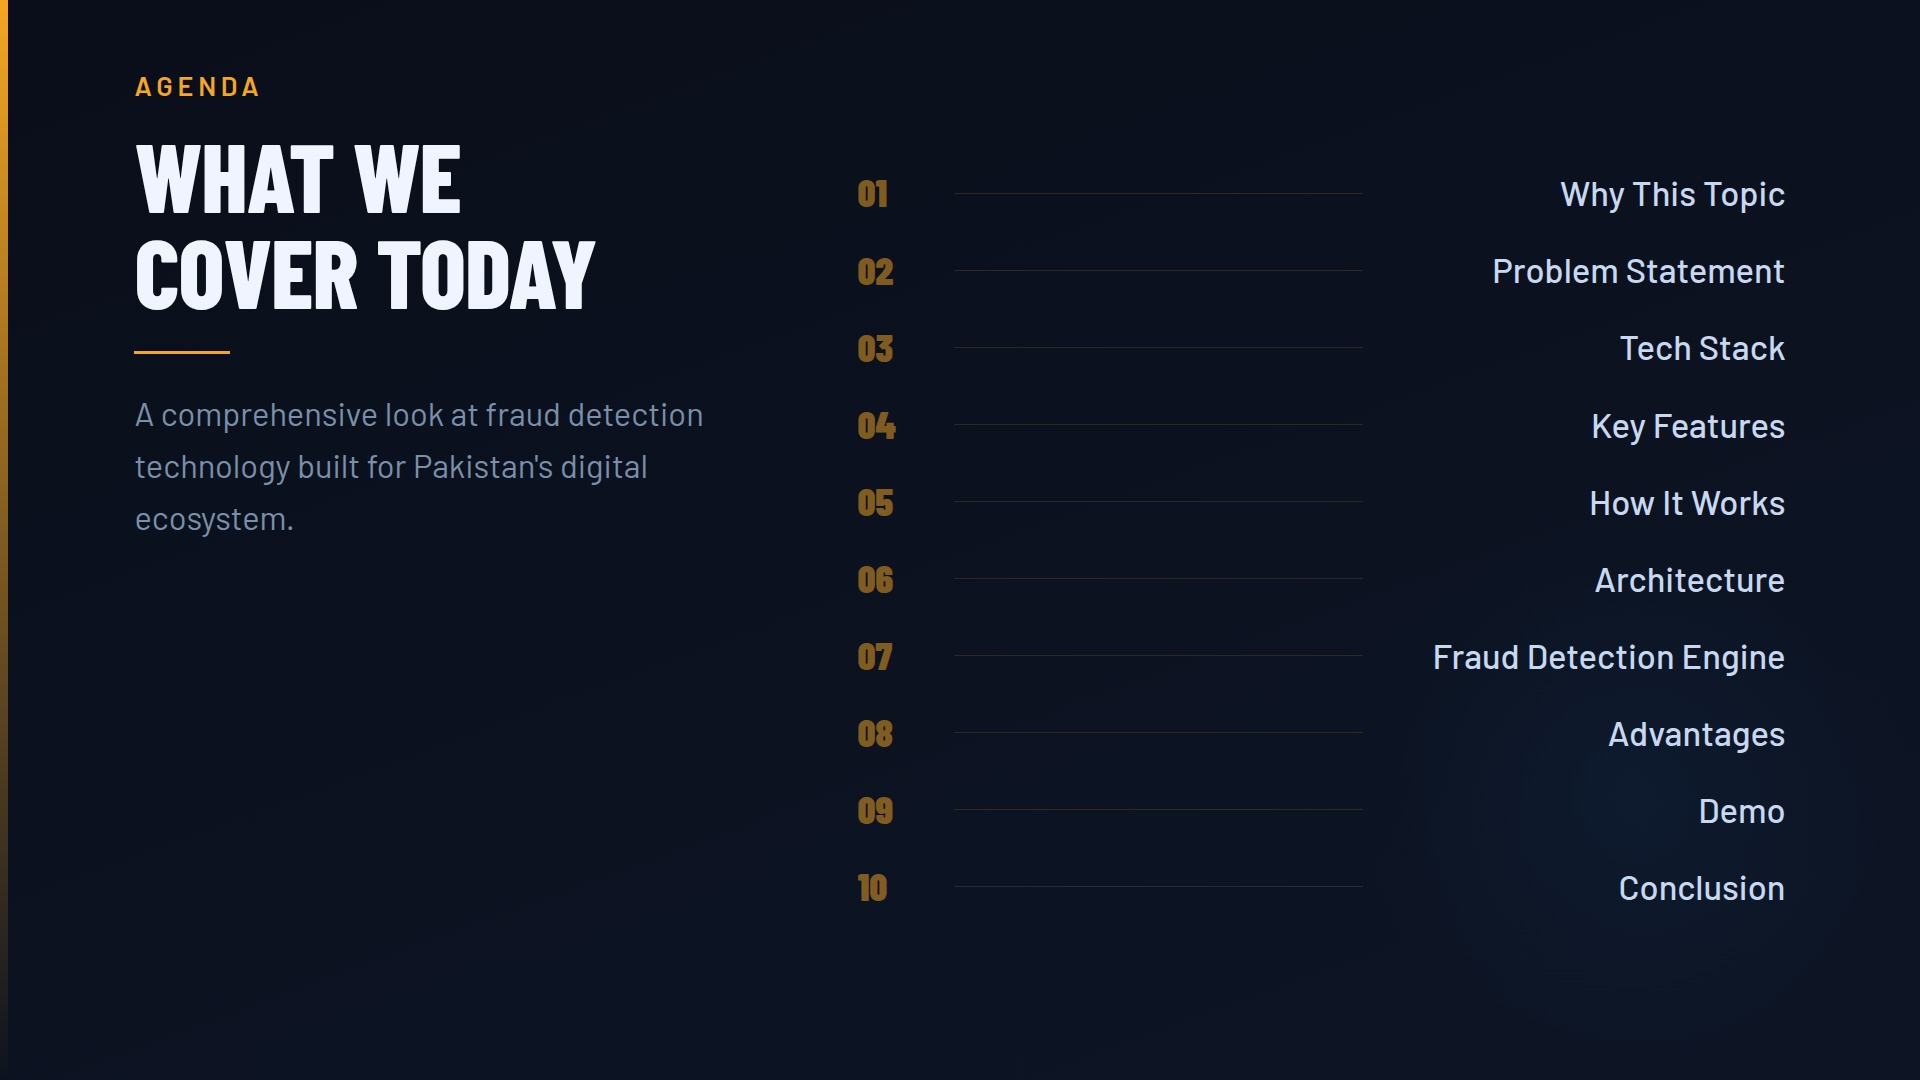 AGENDA
WHAT WE
COVER TODAY
A comprehensive look at fraud detection
technology built for Pakistan's digital
ecosystem.
01 Why This Topic
02 Problem Statement
03 Tech Stack
04 Key Features
05 How It Works
06 Architecture
07 Fraud Detection Engine
08 Advantages
09 Demo
10 Conclusion